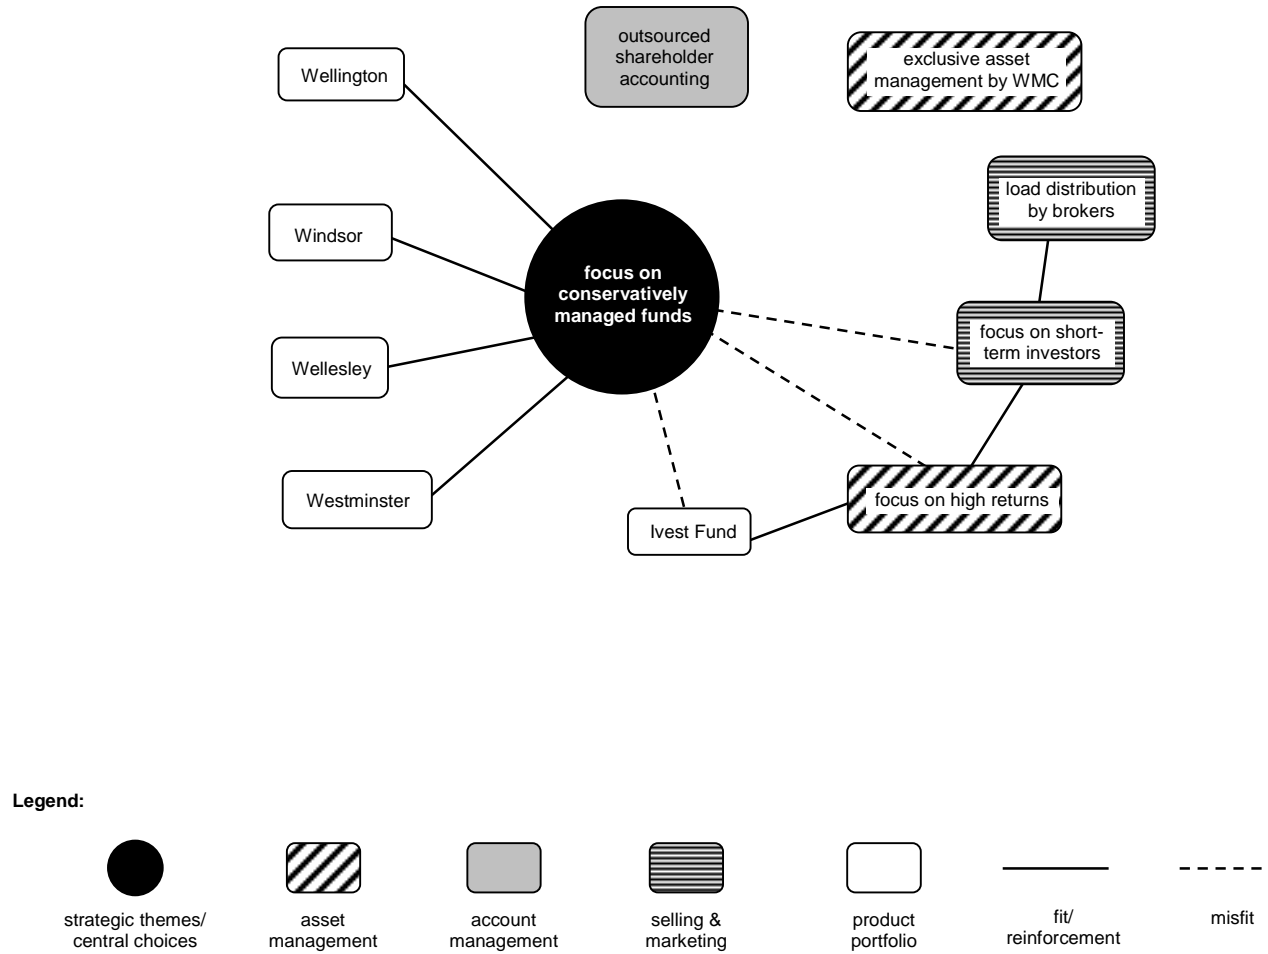 outsourced
shareholder
accounting
exclusive asset
management by WMC
Wellington
load distribution
by brokers
Windsor
focus on
conservatively
managed funds
focus on short-
term investors
Wellesley
Westminster
focus on high returns
Ivest Fund
Legend:
strategic themes/
central choices
asset
management
account
management
selling &
marketing
product
portfolio
fit/
reinforcement
misfit